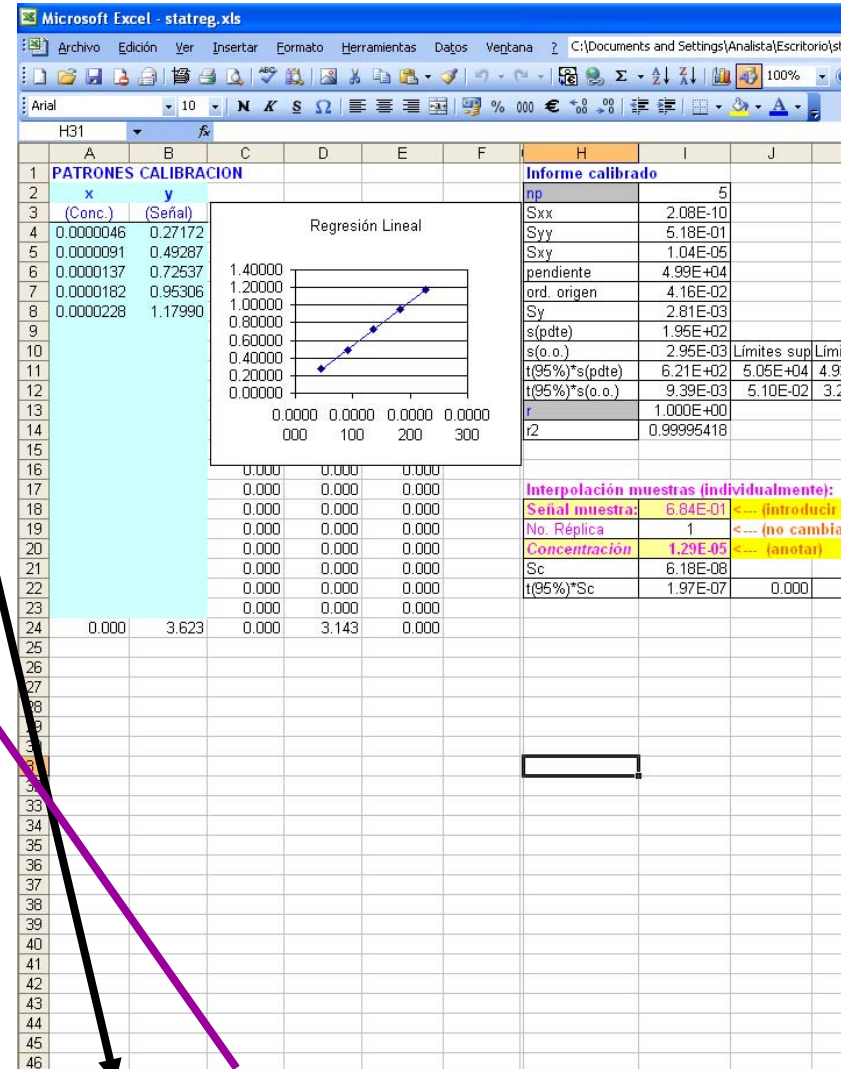 Microsoft Excel - statreg.xls
Archivo Edición Ver Insertar Formato Herramientas Datos Ventana ? C:\Documents and Settings\Analista\Escritorio\st
100%
Arial 10 N K S % 000 €
H31 fx
A B C D E F H I J
1 PATRONES CALIBRACION Informe calibrado
2 x y np 5
3 (Conc.) (Señal) Sxx 2.08E-10
4 0.0000046 0.27172 Syy 5.18E-01
5 0.0000091 0.49287 Sxy 1.04E-05
6 0.0000137 0.72537 pendiente 4.99E+04
7 0.0000182 0.95306 ord. origen 4.16E-02
8 0.0000228 1.17990 Sy 2.81E-03
9 s(pdte) 1.95E+02
10 s(o.o.) 2.95E-03 Límites sup Lími
11 t(95%)*s(pdte) 6.21E+02 5.05E+04 4.9
12 t(95%)*s(o.o.) 9.39E-03 5.10E-02 3.2
13 r 1.000E+00
14 r2 0.99995418
Regresión Lineal
1.40000
1.20000
1.00000
0.80000
0.60000
0.40000
0.20000
0.00000
0.0000 0.0000 0.0000 0.0000
000 100 200 300
15
16 0.000 0.000 0.000
17 0.000 0.000 0.000 Interpolación muestras (individualmente):
18 0.000 0.000 0.000 Señal muestra: 6.84E-01 <--- (introducir
19 0.000 0.000 0.000 No. Réplica 1 <--- (no cambia
20 0.000 0.000 0.000 Concentración 1.29E-05 <--- (anotar)
21 0.000 0.000 0.000 Sc 6.18E-08
22 0.000 0.000 0.000 t(95%)*Sc 1.97E-07 0.000
23 0.000 0.000 0.000
24 0.000 3.623 0.000 3.143 0.000
25
26
27
28
29
33
34
35
36
37
38
39
40
41
42
43
44
45
46